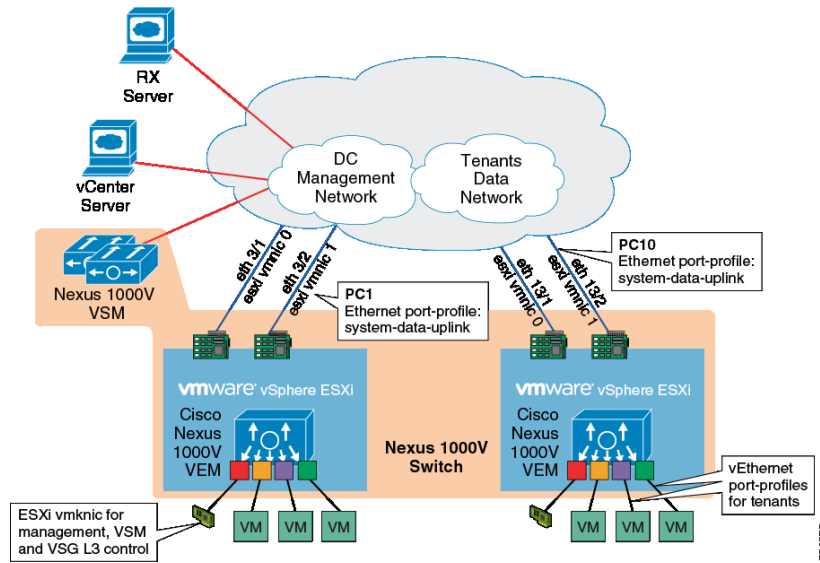 RX
Server
vCenter
Server
DC
Management
Network
Tenants
Data
Network
Nexus 1000V
VSM
eth 3/1
esxi vmnic 0
eth 3/2
esxi vmnic 1
PC1
Ethernet port-profile:
system-data-uplink
eth 13/1
esxi vmnic 0
eth 13/2
esxi vmnic 1
PC10
Ethernet port-profile:
system-data-uplink
vmware vSphere ESXi
Cisco
Nexus
1000V
VEM
Nexus 1000V
Switch
vmware vSphere ESXi
Cisco
Nexus
1000V
VEM
vEthernet
port-profiles
for tenants
ESXi vmknic for
management, VSM
and VSG L3 control
VM
VM
VM
VM
VM
VM